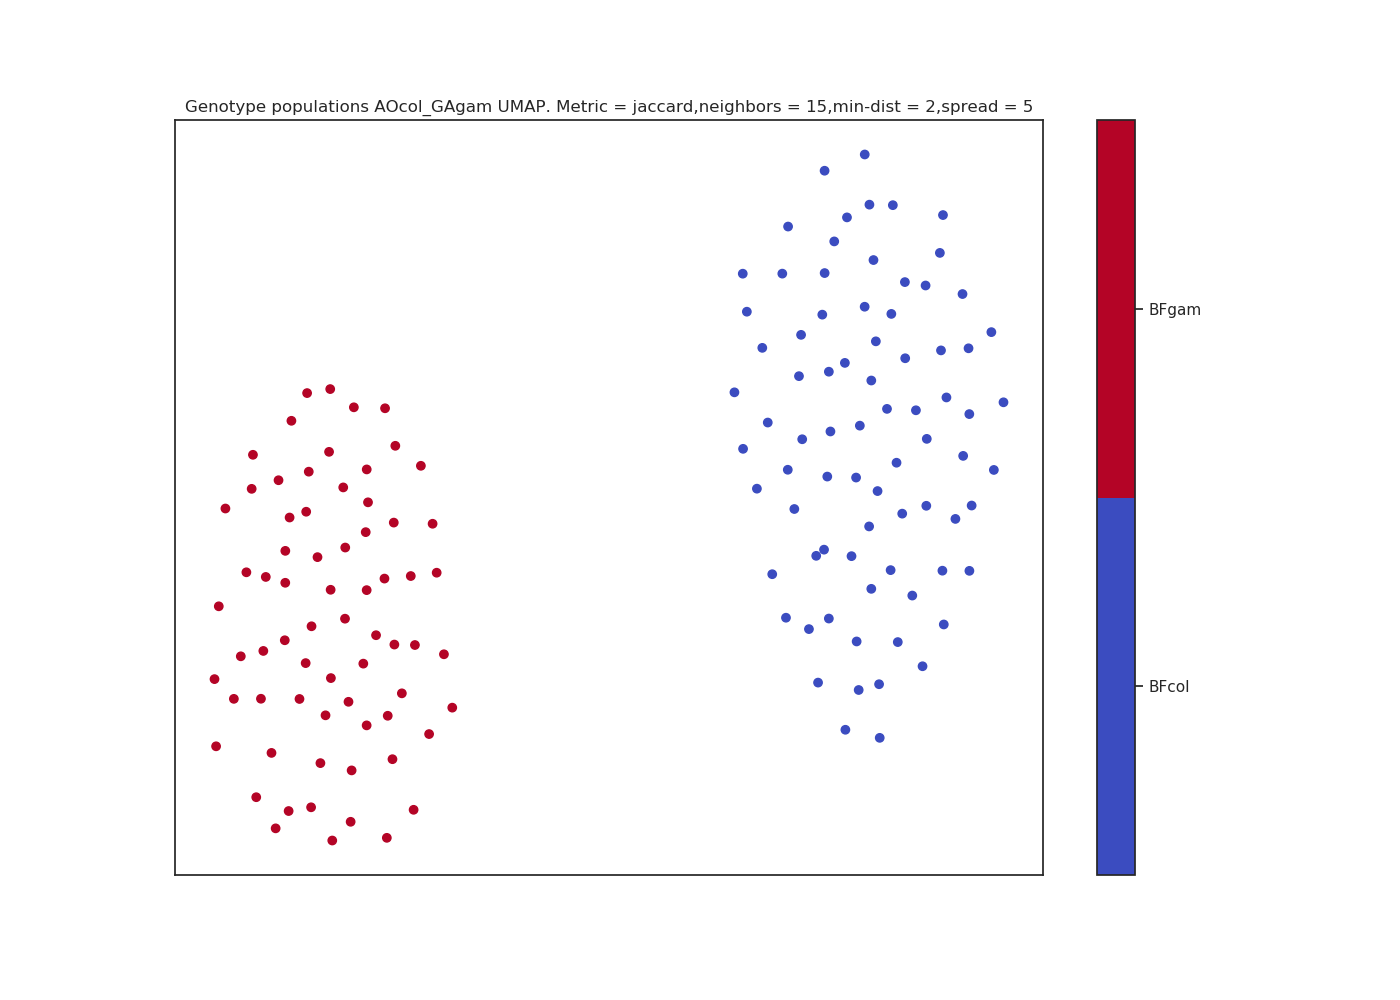 Genotype populations AOcol_GAgam UMAP. Metric = jaccard,neighbors = 15,min-dist = 2,spread = 5
BFgam
BFcol